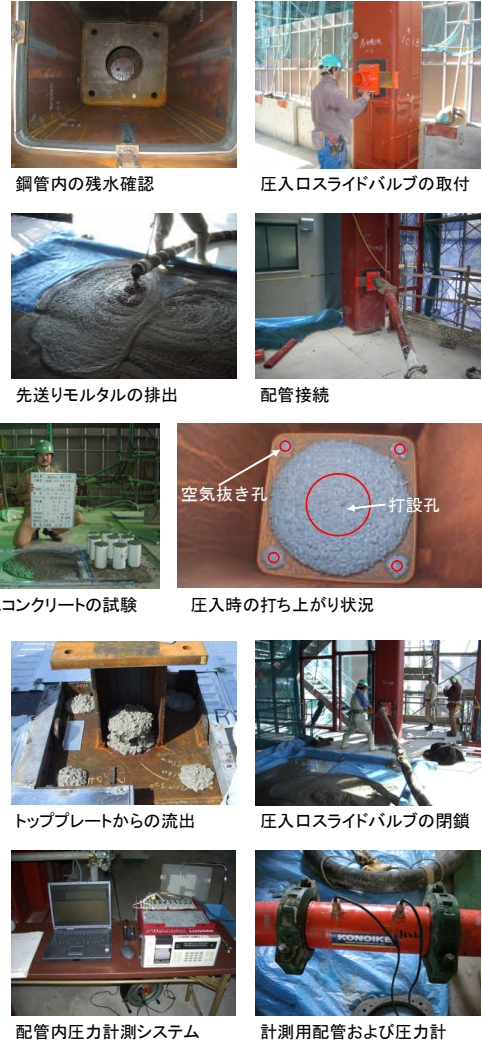 鋼管内の残水確認
圧入口スライドバルブの取付
先送りモルタルの排出
配管接続
空気抜き孔
打設孔
コンクリートの試験
圧入時の打ち上がり状況
トッププレートからの流出
圧入口スライドバルブの閉鎖
KONOIKE
配管内圧力計測システム
計測用配管および圧力計